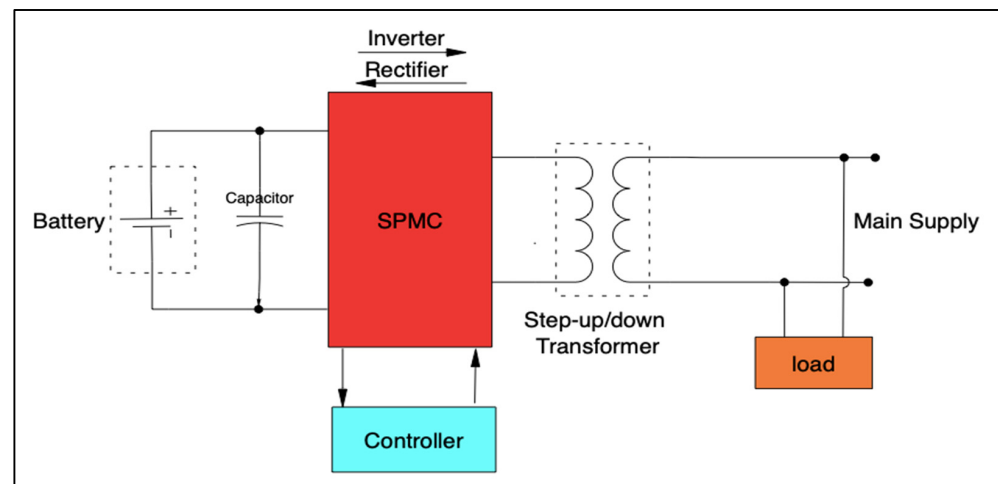 Inverter
Rectifier
Capacitor
Battery
+
-
SPMC
Main Supply
Step-up/down
Transformer
load
Controller